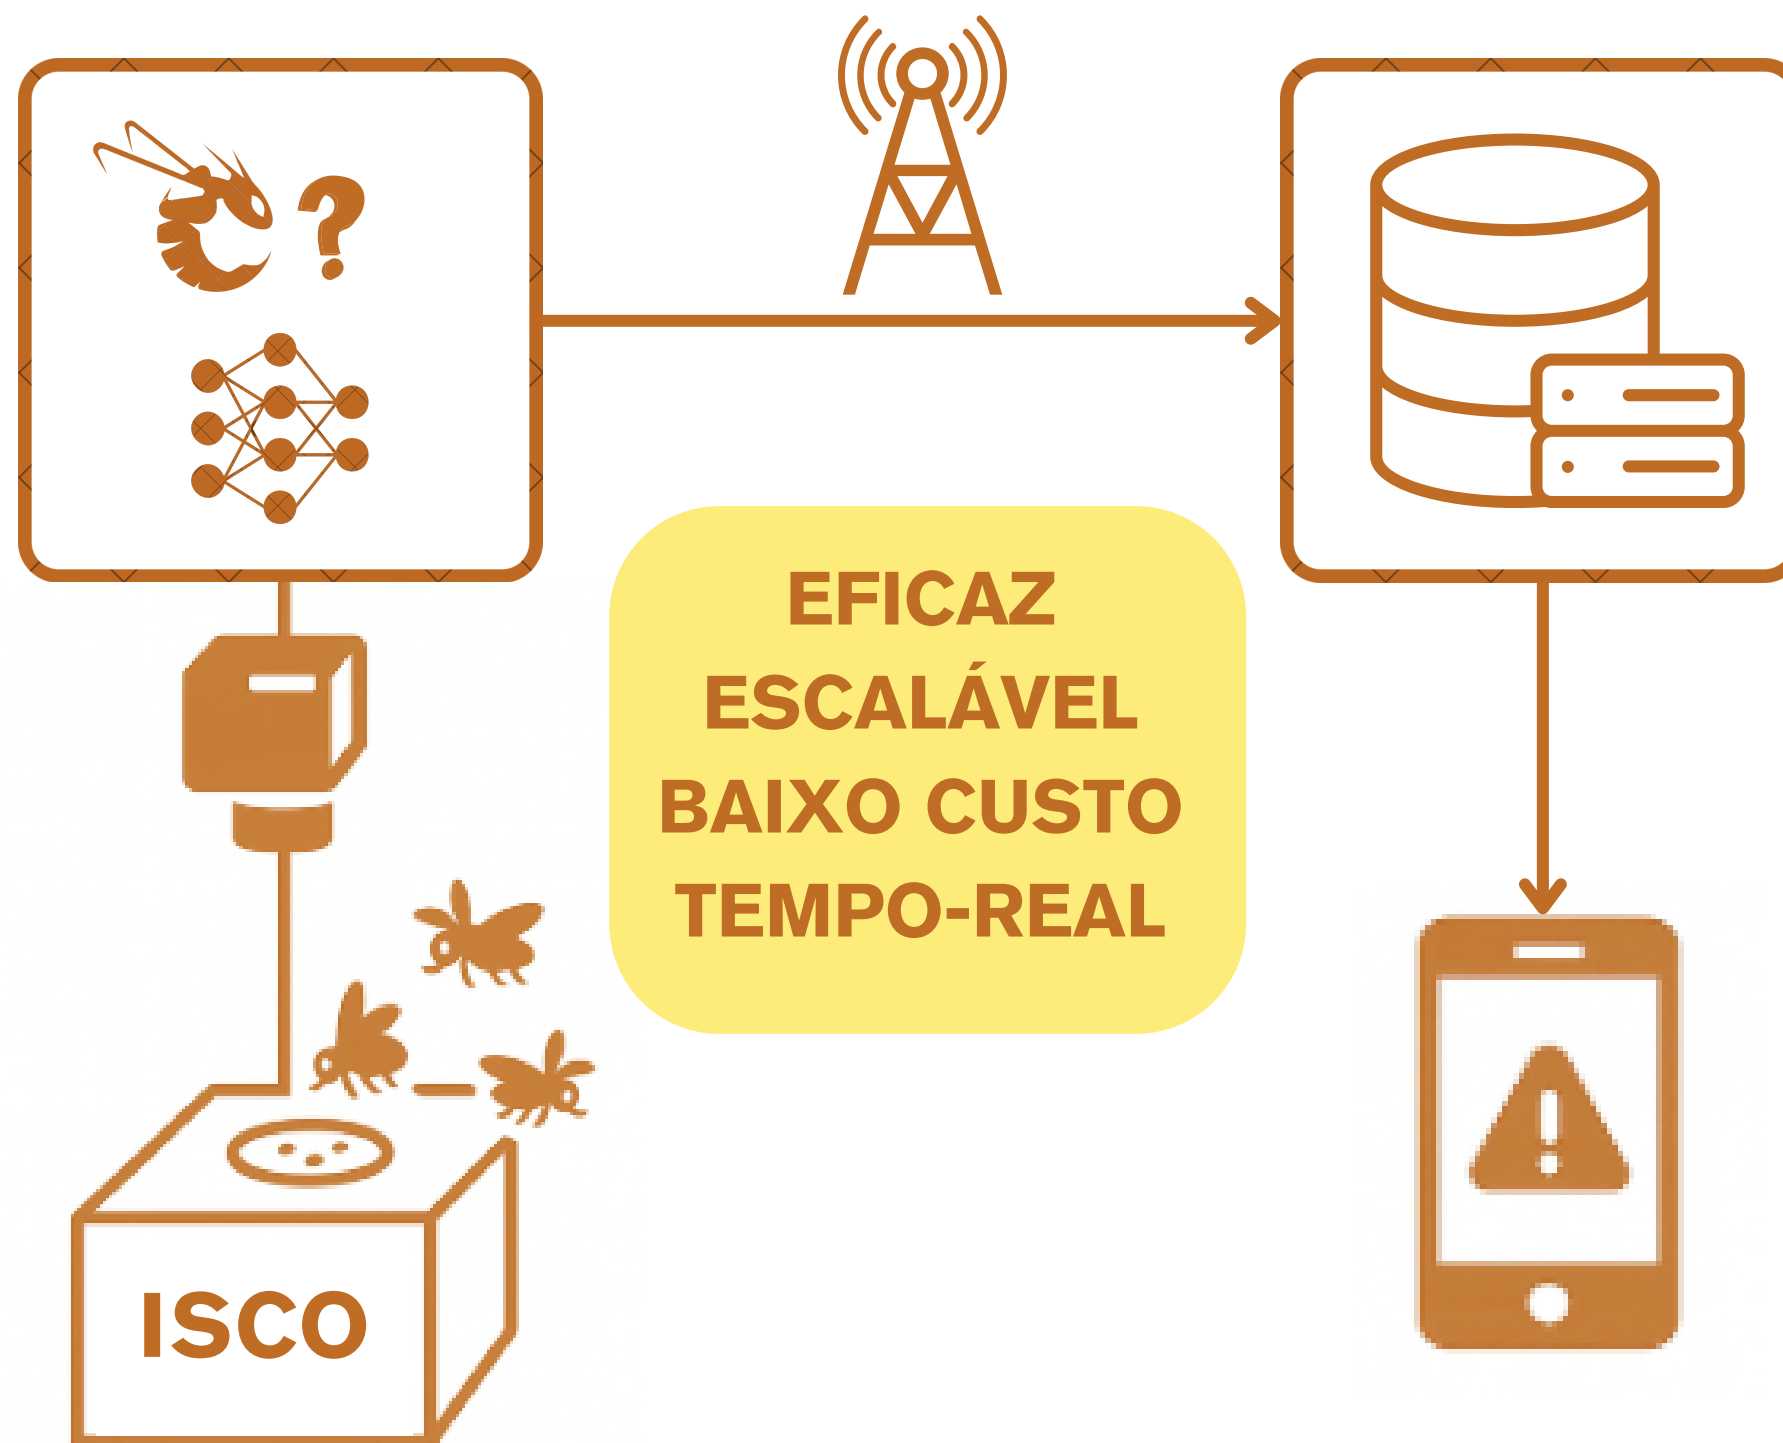 ?
EFICAZ
ESCALÁVEL
BAIXO CUSTO
TEMPO-REAL
ISCO